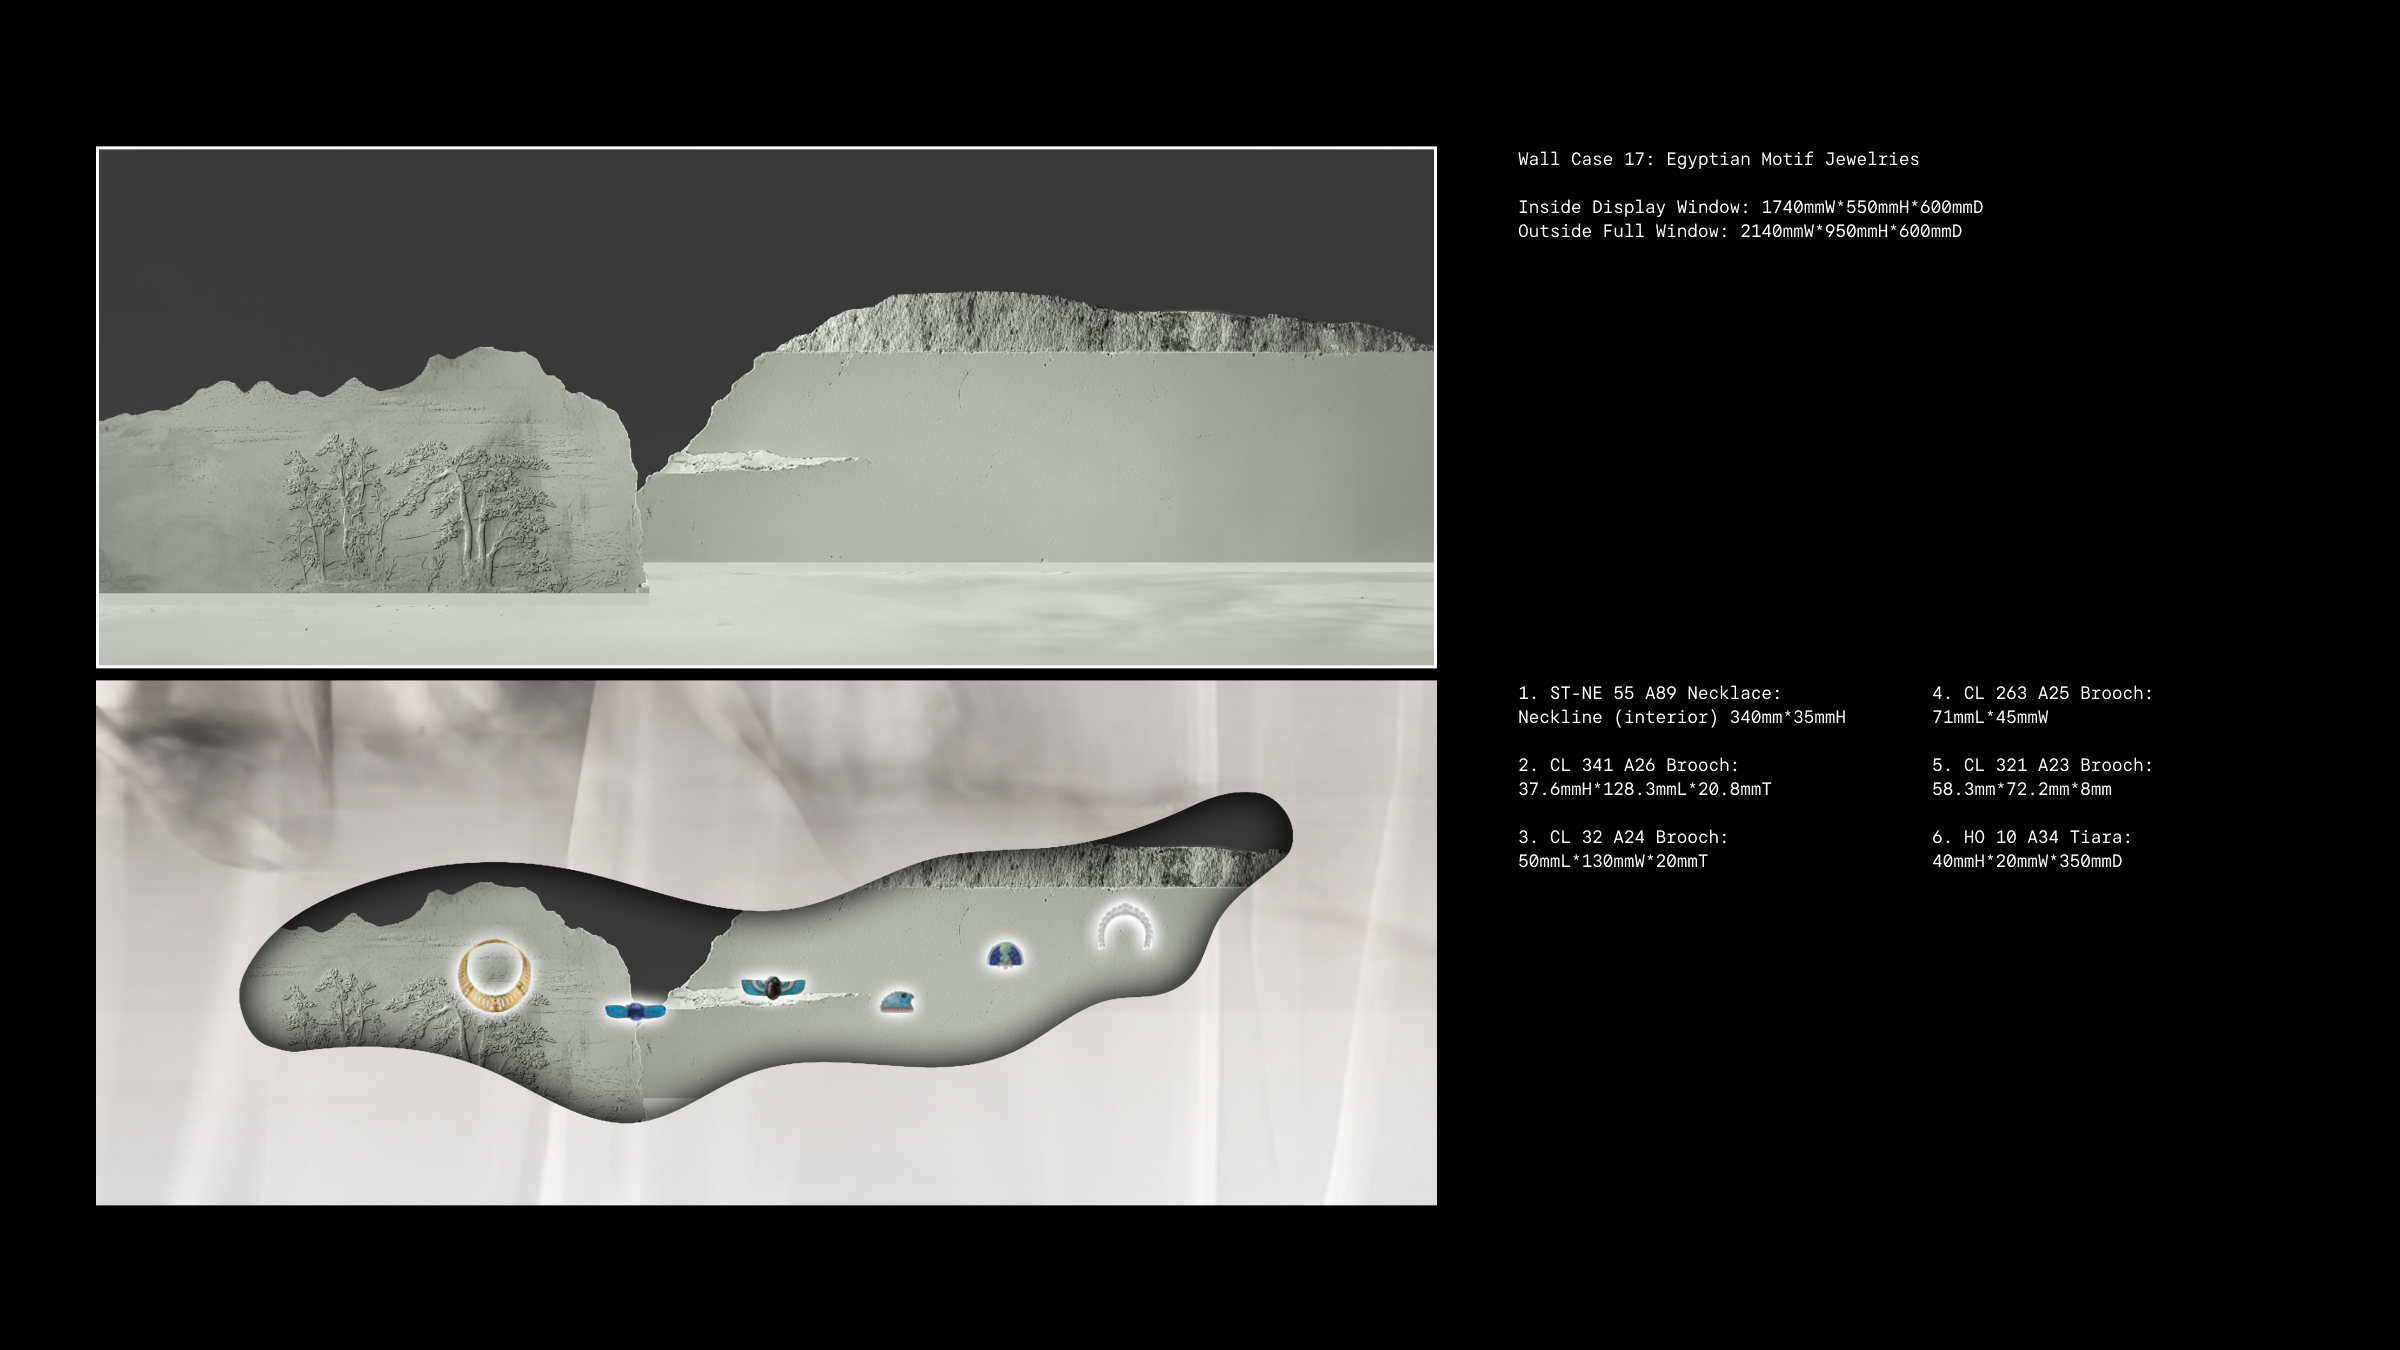 Wall Case 17: Egyptian Motif Jewelries
Inside Display Window: 1740mmW*550mmH*600mmD
Outside Full Window: 2140mmW*950mmH*600mmD
1. ST-NE 55 A89 Necklace:
Neckline (interior) 340mm*35mmH
2. CL 341 A26 Brooch:
37.6mmH*128.3mmL*20.8mmT
3. CL 32 A24 Brooch:
50mmL*130mmW*20mmT
4. CL 263 A25 Brooch:
71mmL*45mmW
5. CL 321 A23 Brooch:
58.3mm*72.2mm*8mm
6. HO 10 A34 Tiara:
40mmH*20mmW*350mmD